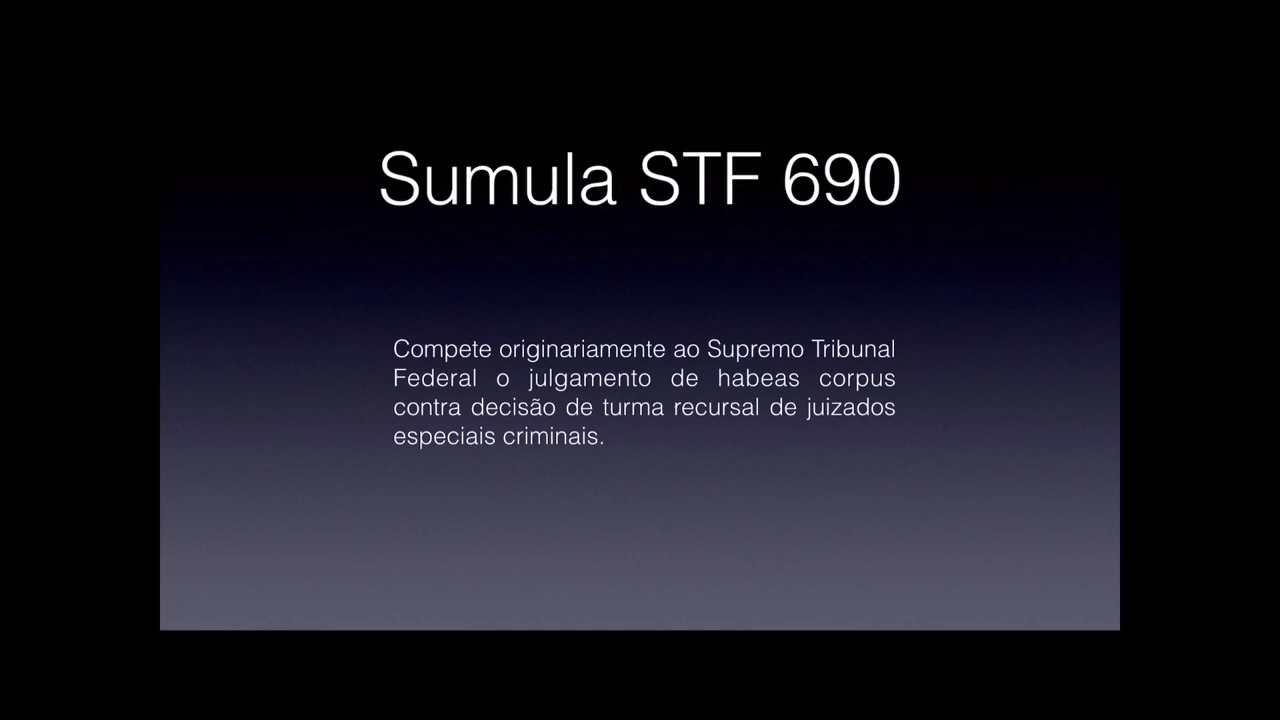 Sumula STF 690
Compete originariamente ao Supremo Tribunal
Federal o julgamento de habeas corpus
contra decisão de turma recursal de juizados
especiais criminais.